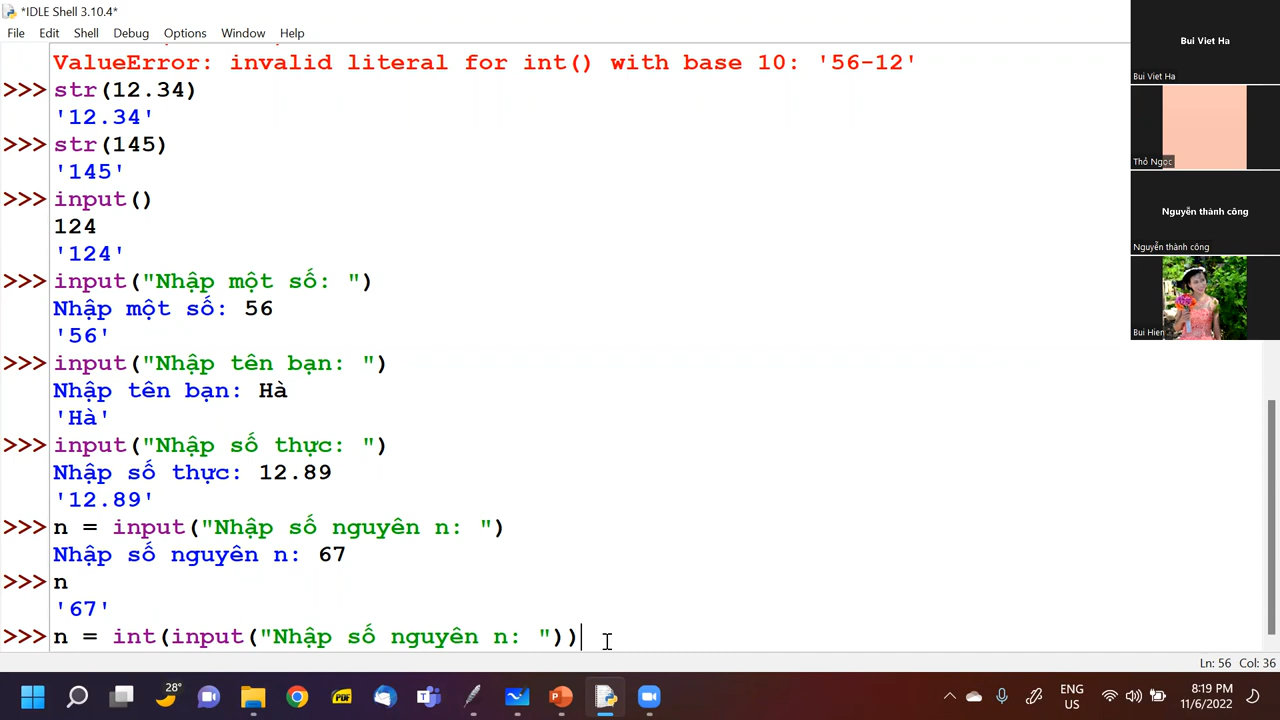 *IDLE Shell 3.10.4*
File Edit Shell Debug Options Window Help
ValueError: invalid literal for int() with base 10: '56-12'
>>> str(12.34)
'12.34'
>>> str(145)
'145'
>>> input()
124
'124'
>>> input("Nhập một số: ")
Nhập một số: 56
'56'
>>> input("Nhập tên bạn: ")
Nhập tên bạn: Hà
'Hà'
>>> input("Nhập số thực: ")
Nhập số thực: 12.89
'12.89'
>>> n = input("Nhập số nguyên n: ")
Nhập số nguyên n: 67
>>> n
'67'
>>> n = int(input("Nhập số nguyên n: "))
Ln: 56 Col: 36
Bui Viet Ha
Bui Viet Ha
Thỏ Ngọc
Nguyễn thành công
Nguyễn thành công
Bui Hien
28°
PDF
ENG
US
8:19 PM
11/6/2022